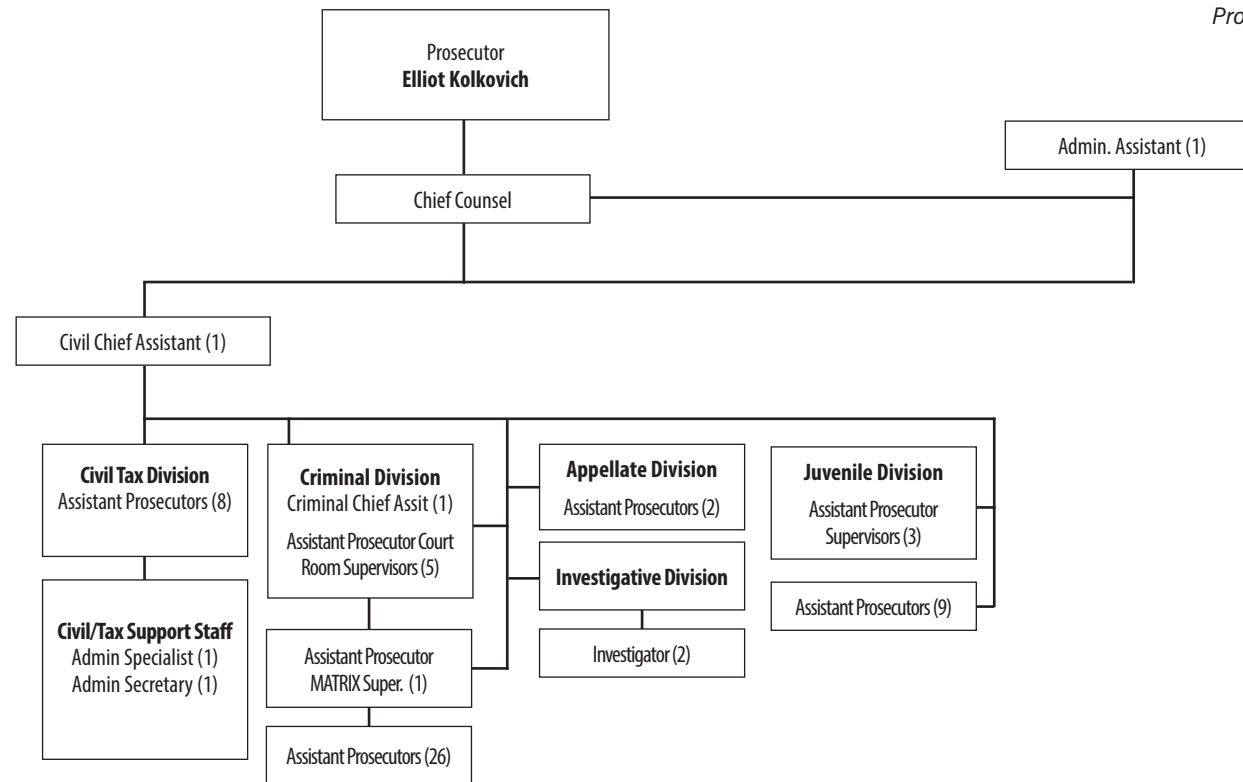 Pro
Prosecutor
Elliot Kolkovich
Admin. Assistant (1)
Chief Counsel
Civil Chief Assistant (1)
Civil Tax Division
Assistant Prosecutors (8)
Civil/Tax Support Staff
Admin Specialist (1)
Admin Secretary (1)
Criminal Division
Criminal Chief Assit (1)
Assistant Prosecutor Court
Room Supervisors (5)
Assistant Prosecutor
MATRIX Super. (1)
Assistant Prosecutors (26)
Appellate Division
Assistant Prosecutors (2)
Investigative Division
Investigator (2)
Juvenile Division
Assistant Prosecutor
Supervisors (3)
Assistant Prosecutors (9)